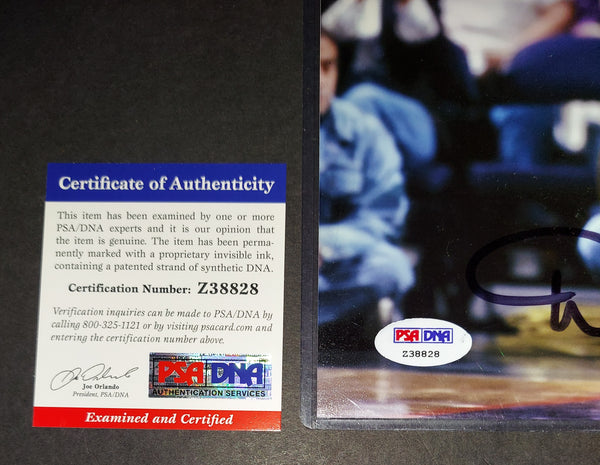 Certificate of Authenticity
This item has been examined by one or more
PSA/DNA experts and it is our opinion that
the item is genuine. The item has been perma-
nently marked with a proprietary invisible ink,
containing a patented strand of synthetic DNA.
Certification Number: Z38828
Verification inquiries can be made to PSA/DNA by
calling 800-325-1121 or by visiting psacard.com and
entering the certification number above.
Joe Orlando
President, PSA/DNA
PSA DNA
AUTHENTICATION SERVICES
Examined and Certified
PSA DNA
Z38828